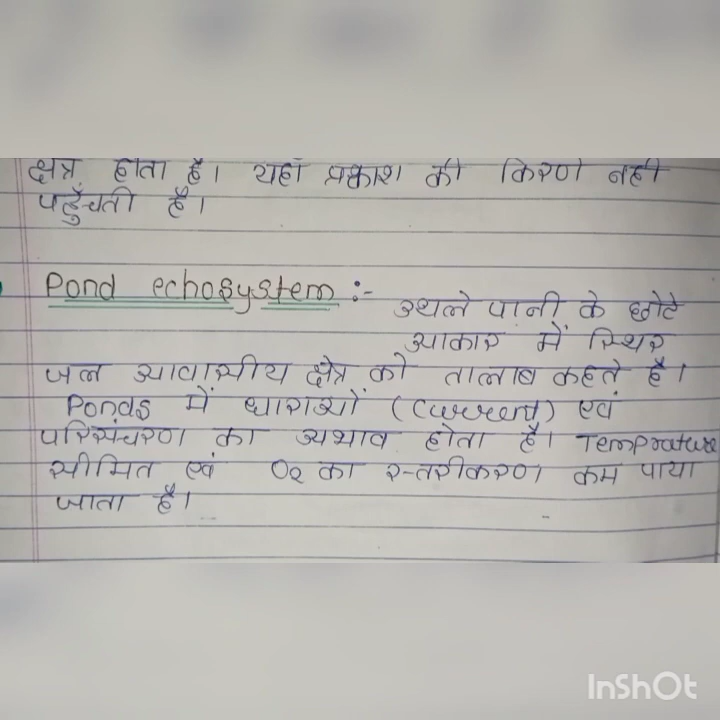 क्षेत्र होता है। यहाँ प्रकाश की किरणे नही
पहुँचती है।
Pond echosystem :-
उथले पानी के छोटे
आकार में स्थिर
जल आवासीय क्षेत्र को तालाब कहते है।
Ponds में धाराओं (Current) एवं
परिसंचरण का अभाव होता है। Temprature
सीमित एवं O2 का स्तरीकरण कम पाया
जाता है।
InShOt